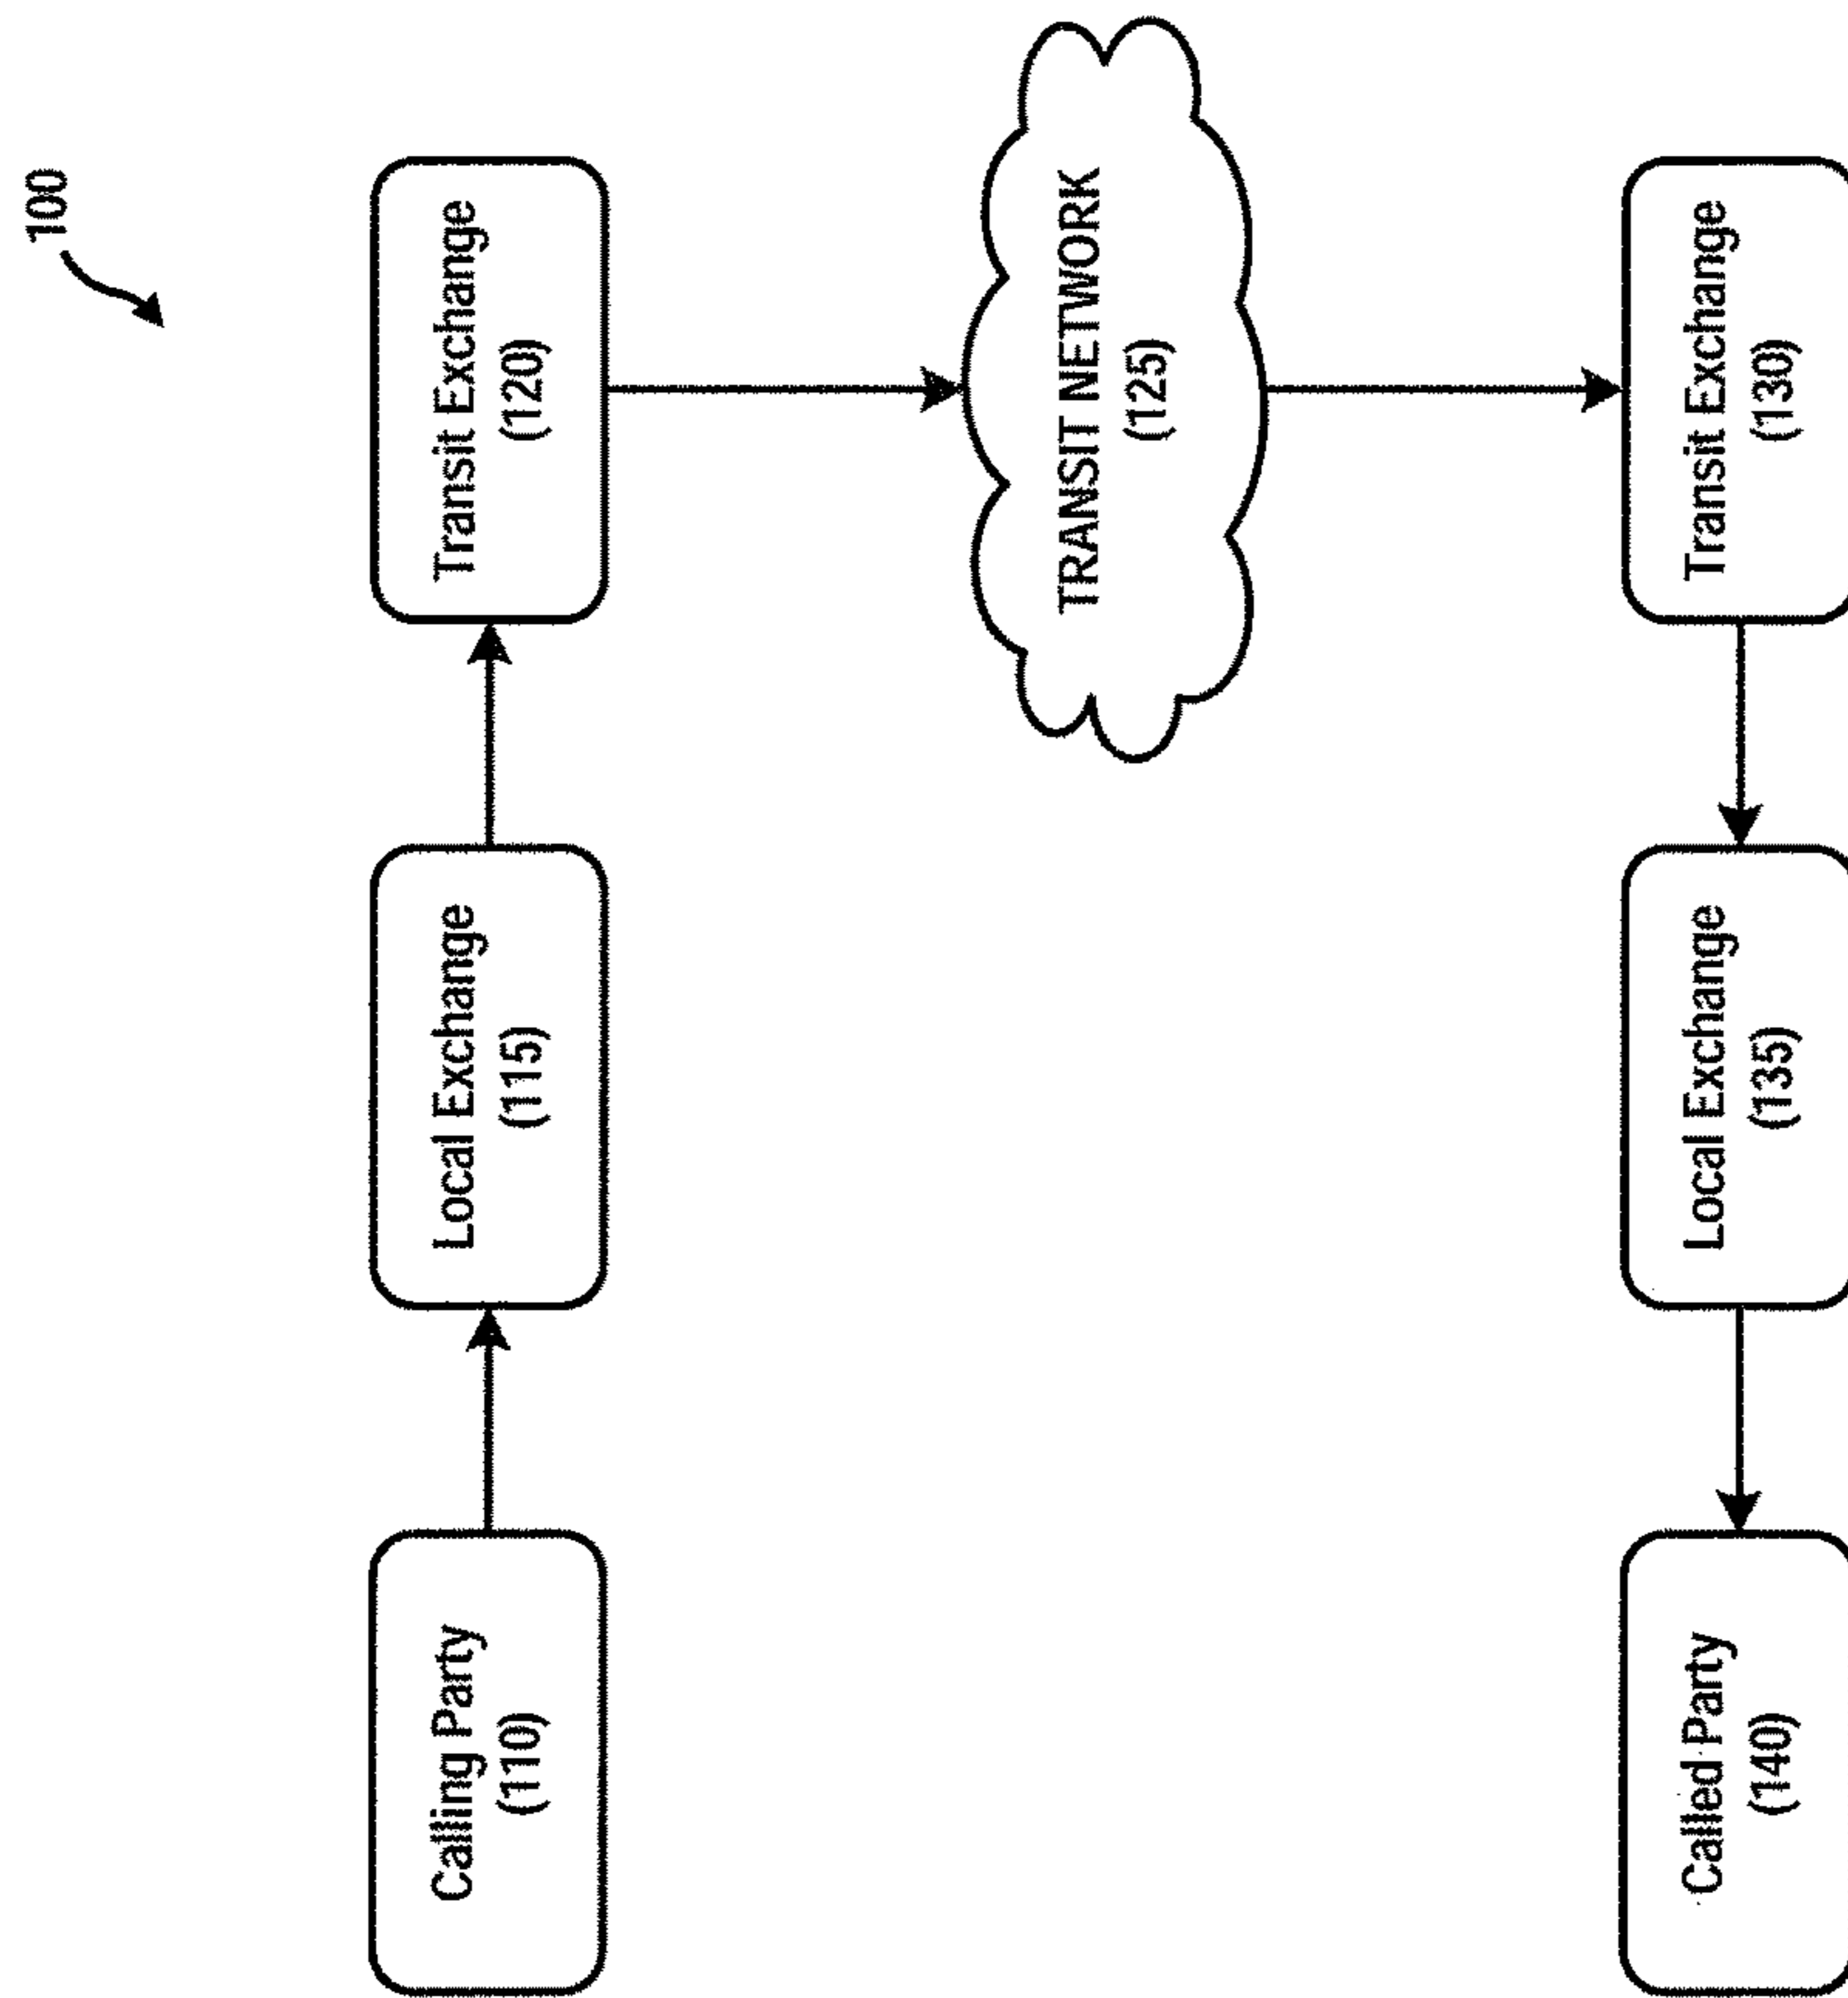 100
Calling Party
(110)
Local Exchange
(115)
Transit Exchange
(120)
TRANSIT NETWORK
(125)
Transit Exchange
(130)
Local Exchange
(135)
Called Party
(140)